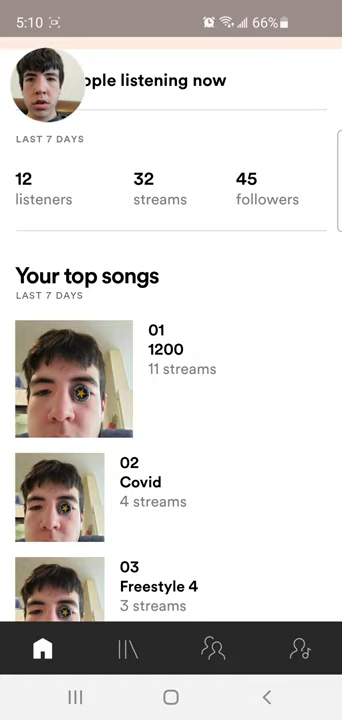 5:10 66%
ople listening now
LAST 7 DAYS
12 32 45
listeners streams followers
Your top songs
LAST 7 DAYS
01
1200
11 streams
02
Covid
4 streams
03
Freestyle 4
3 streams